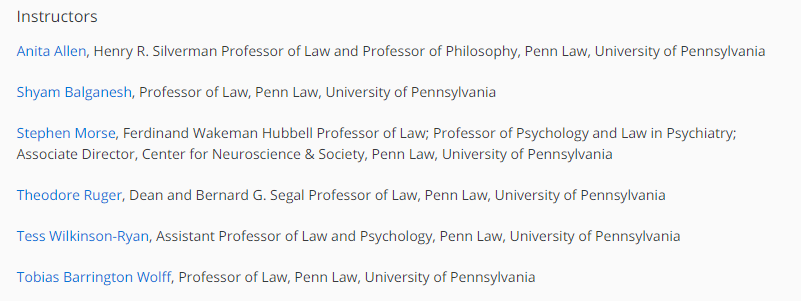 Instructors
Anita Allen, Henry R. Silverman Professor of Law and Professor of Philosophy, Penn Law, University of Pennsylvania
Shyam Balganesh, Professor of Law, Penn Law, University of Pennsylvania
Stephen Morse, Ferdinand Wakeman Hubbell Professor of Law; Professor of Psychology and Law in Psychiatry;
Associate Director, Center for Neuroscience & Society, Penn Law, University of Pennsylvania
Theodore Ruger, Dean and Bernard G. Segal Professor of Law, Penn Law, University of Pennsylvania
Tess Wilkinson-Ryan, Assistant Professor of Law and Psychology, Penn Law, University of Pennsylvania
Tobias Barrington Wolff, Professor of Law, Penn Law, University of Pennsylvania